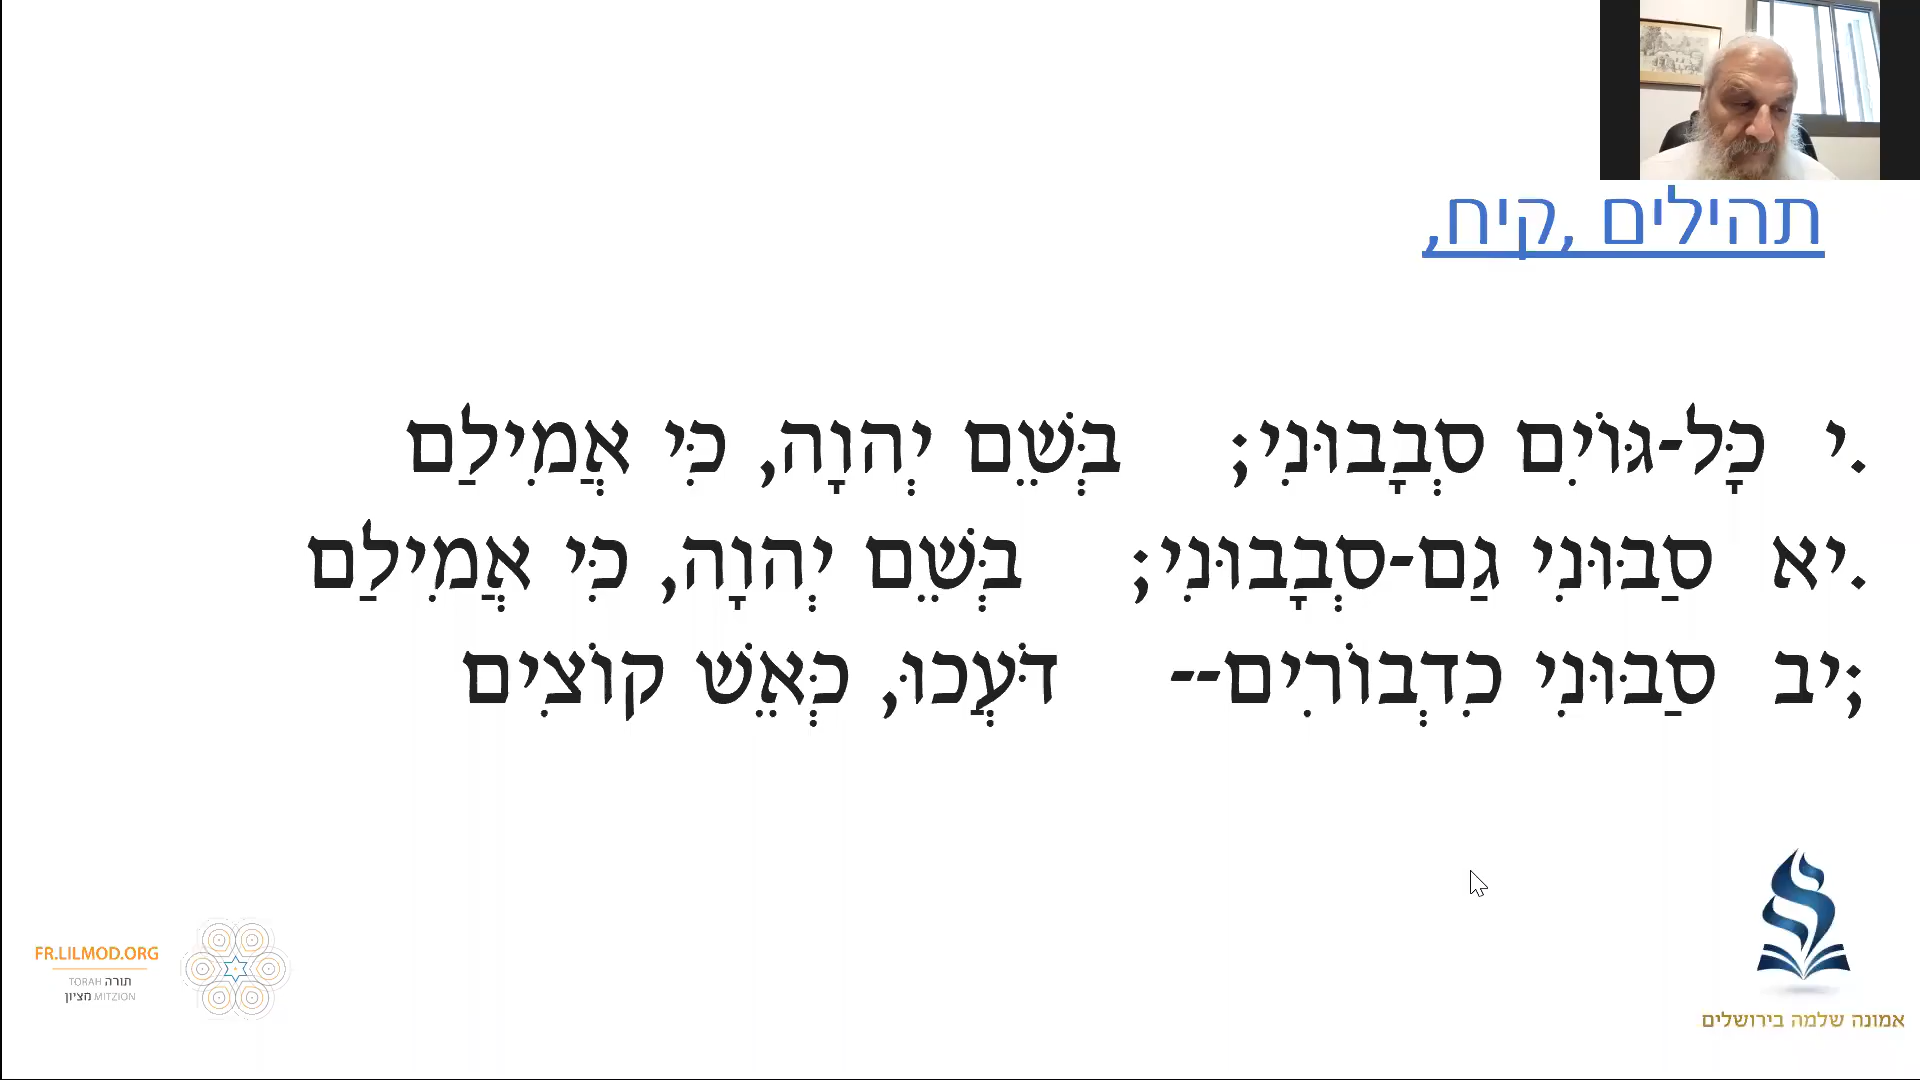 תהילים ,קיח,
.י כָּל-גּוֹיִם סְבָבוּנִי; בְּשֵׁם יְהוָה, כִּי אֲמִילַם
.יא סַבּוּנִי גַם-סְבָבוּנִי; בְּשֵׁם יְהוָה, כִּי אֲמִילַם
;יב סַבּוּנִי כִדְבוֹרִים-- דֹּעֲכוּ, כְּאֵשׁ קוֹצִים
FR.LILMOD.ORG
TORAH תורה
מציון MITZION
אמונה שלמה בירושלים